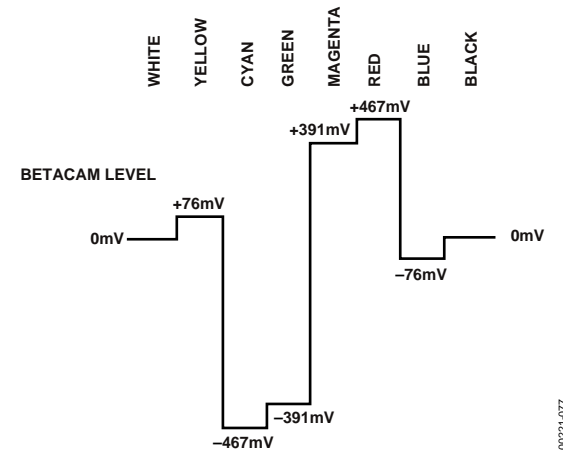 WHITE
YELLOW
CYAN
GREEN
MAGENTA
RED
BLUE
BLACK
+467mV
+391mV
BETACAM LEVEL
+76mV
0mV
0mV
–76mV
–391mV
–467mV
00221-077